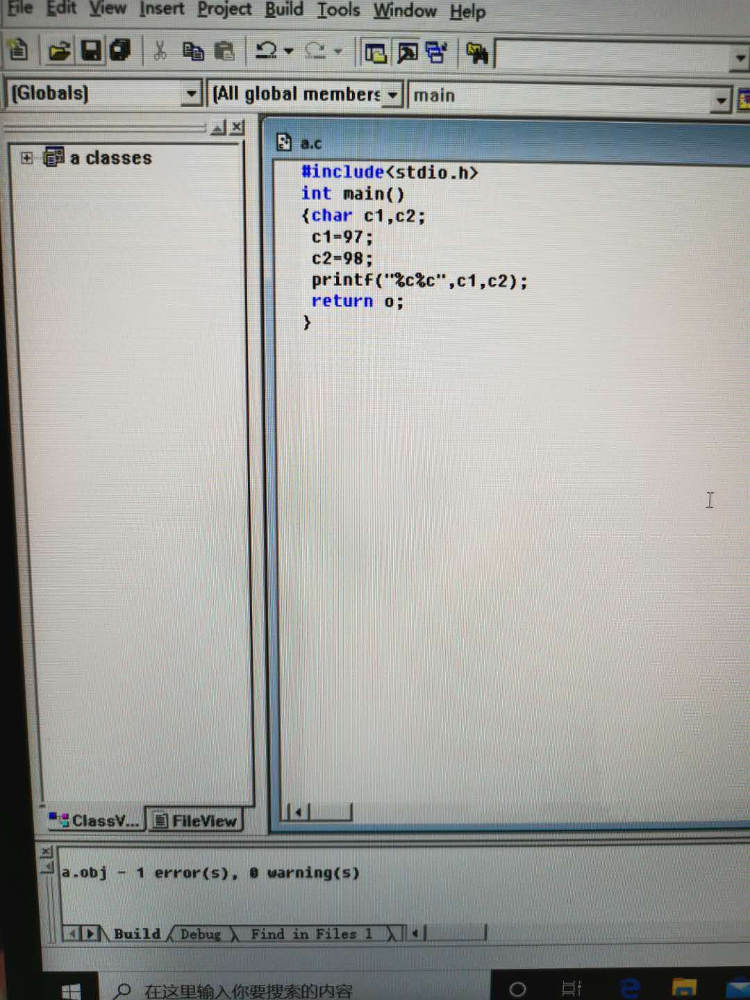 File Edit View Insert Project Build Tools Window Help
(Globals) (All global members main
a classes
a.c
#include<stdio.h>
int main()
{char c1,c2;
c1=97;
c2=98;
printf("%c%c",c1,c2);
return o;
}
ClassV... FileView
a.obj - 1 error(s), 0 warning(s)
Build Debug Find in Files 1
在这里输入你要搜索的内容